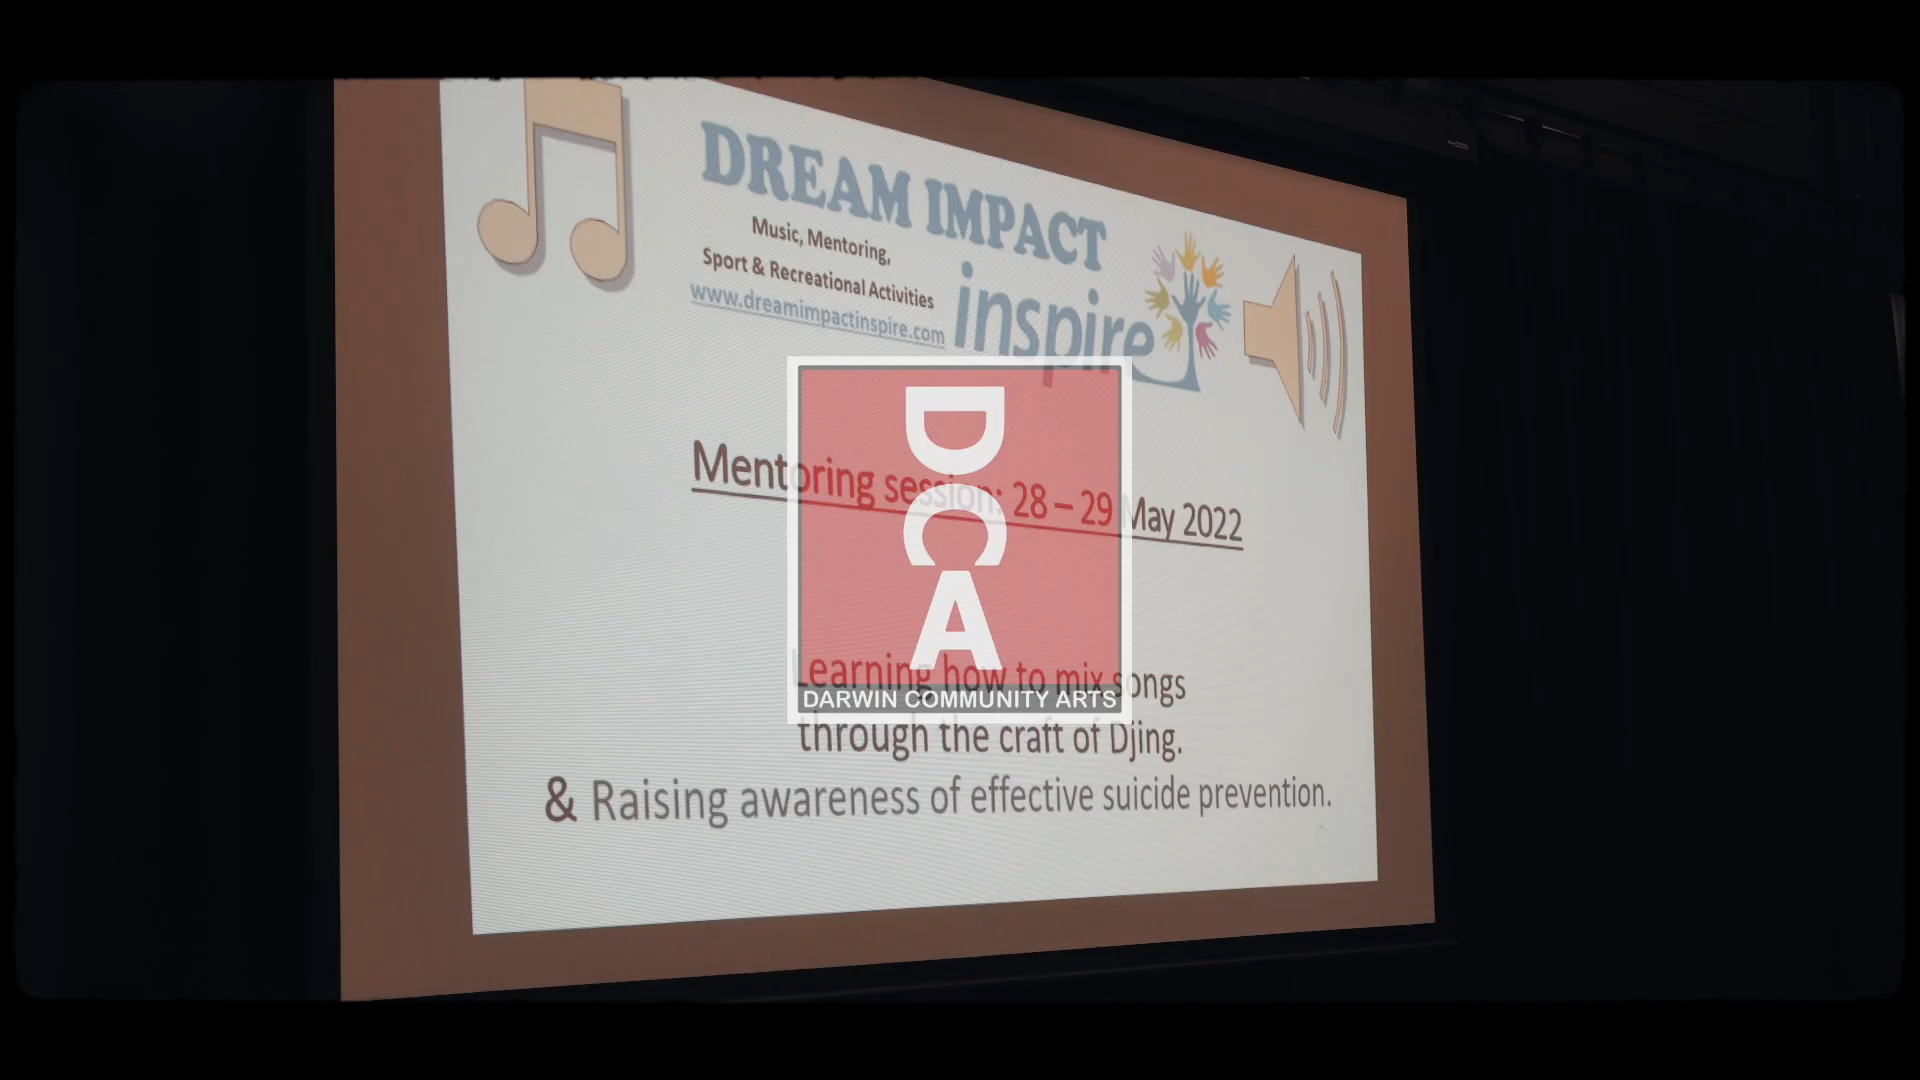 DREAM IMPACT
Music, Mentoring,
Sport & Recreational Activities
www.dreamimpactinspire.com
inspire
Mentoring session: 28 – 29 May 2022
DCA
Learning how to mix songs
DARWIN COMMUNITY ARTS
through the craft of Djing.
& Raising awareness of effective suicide prevention.